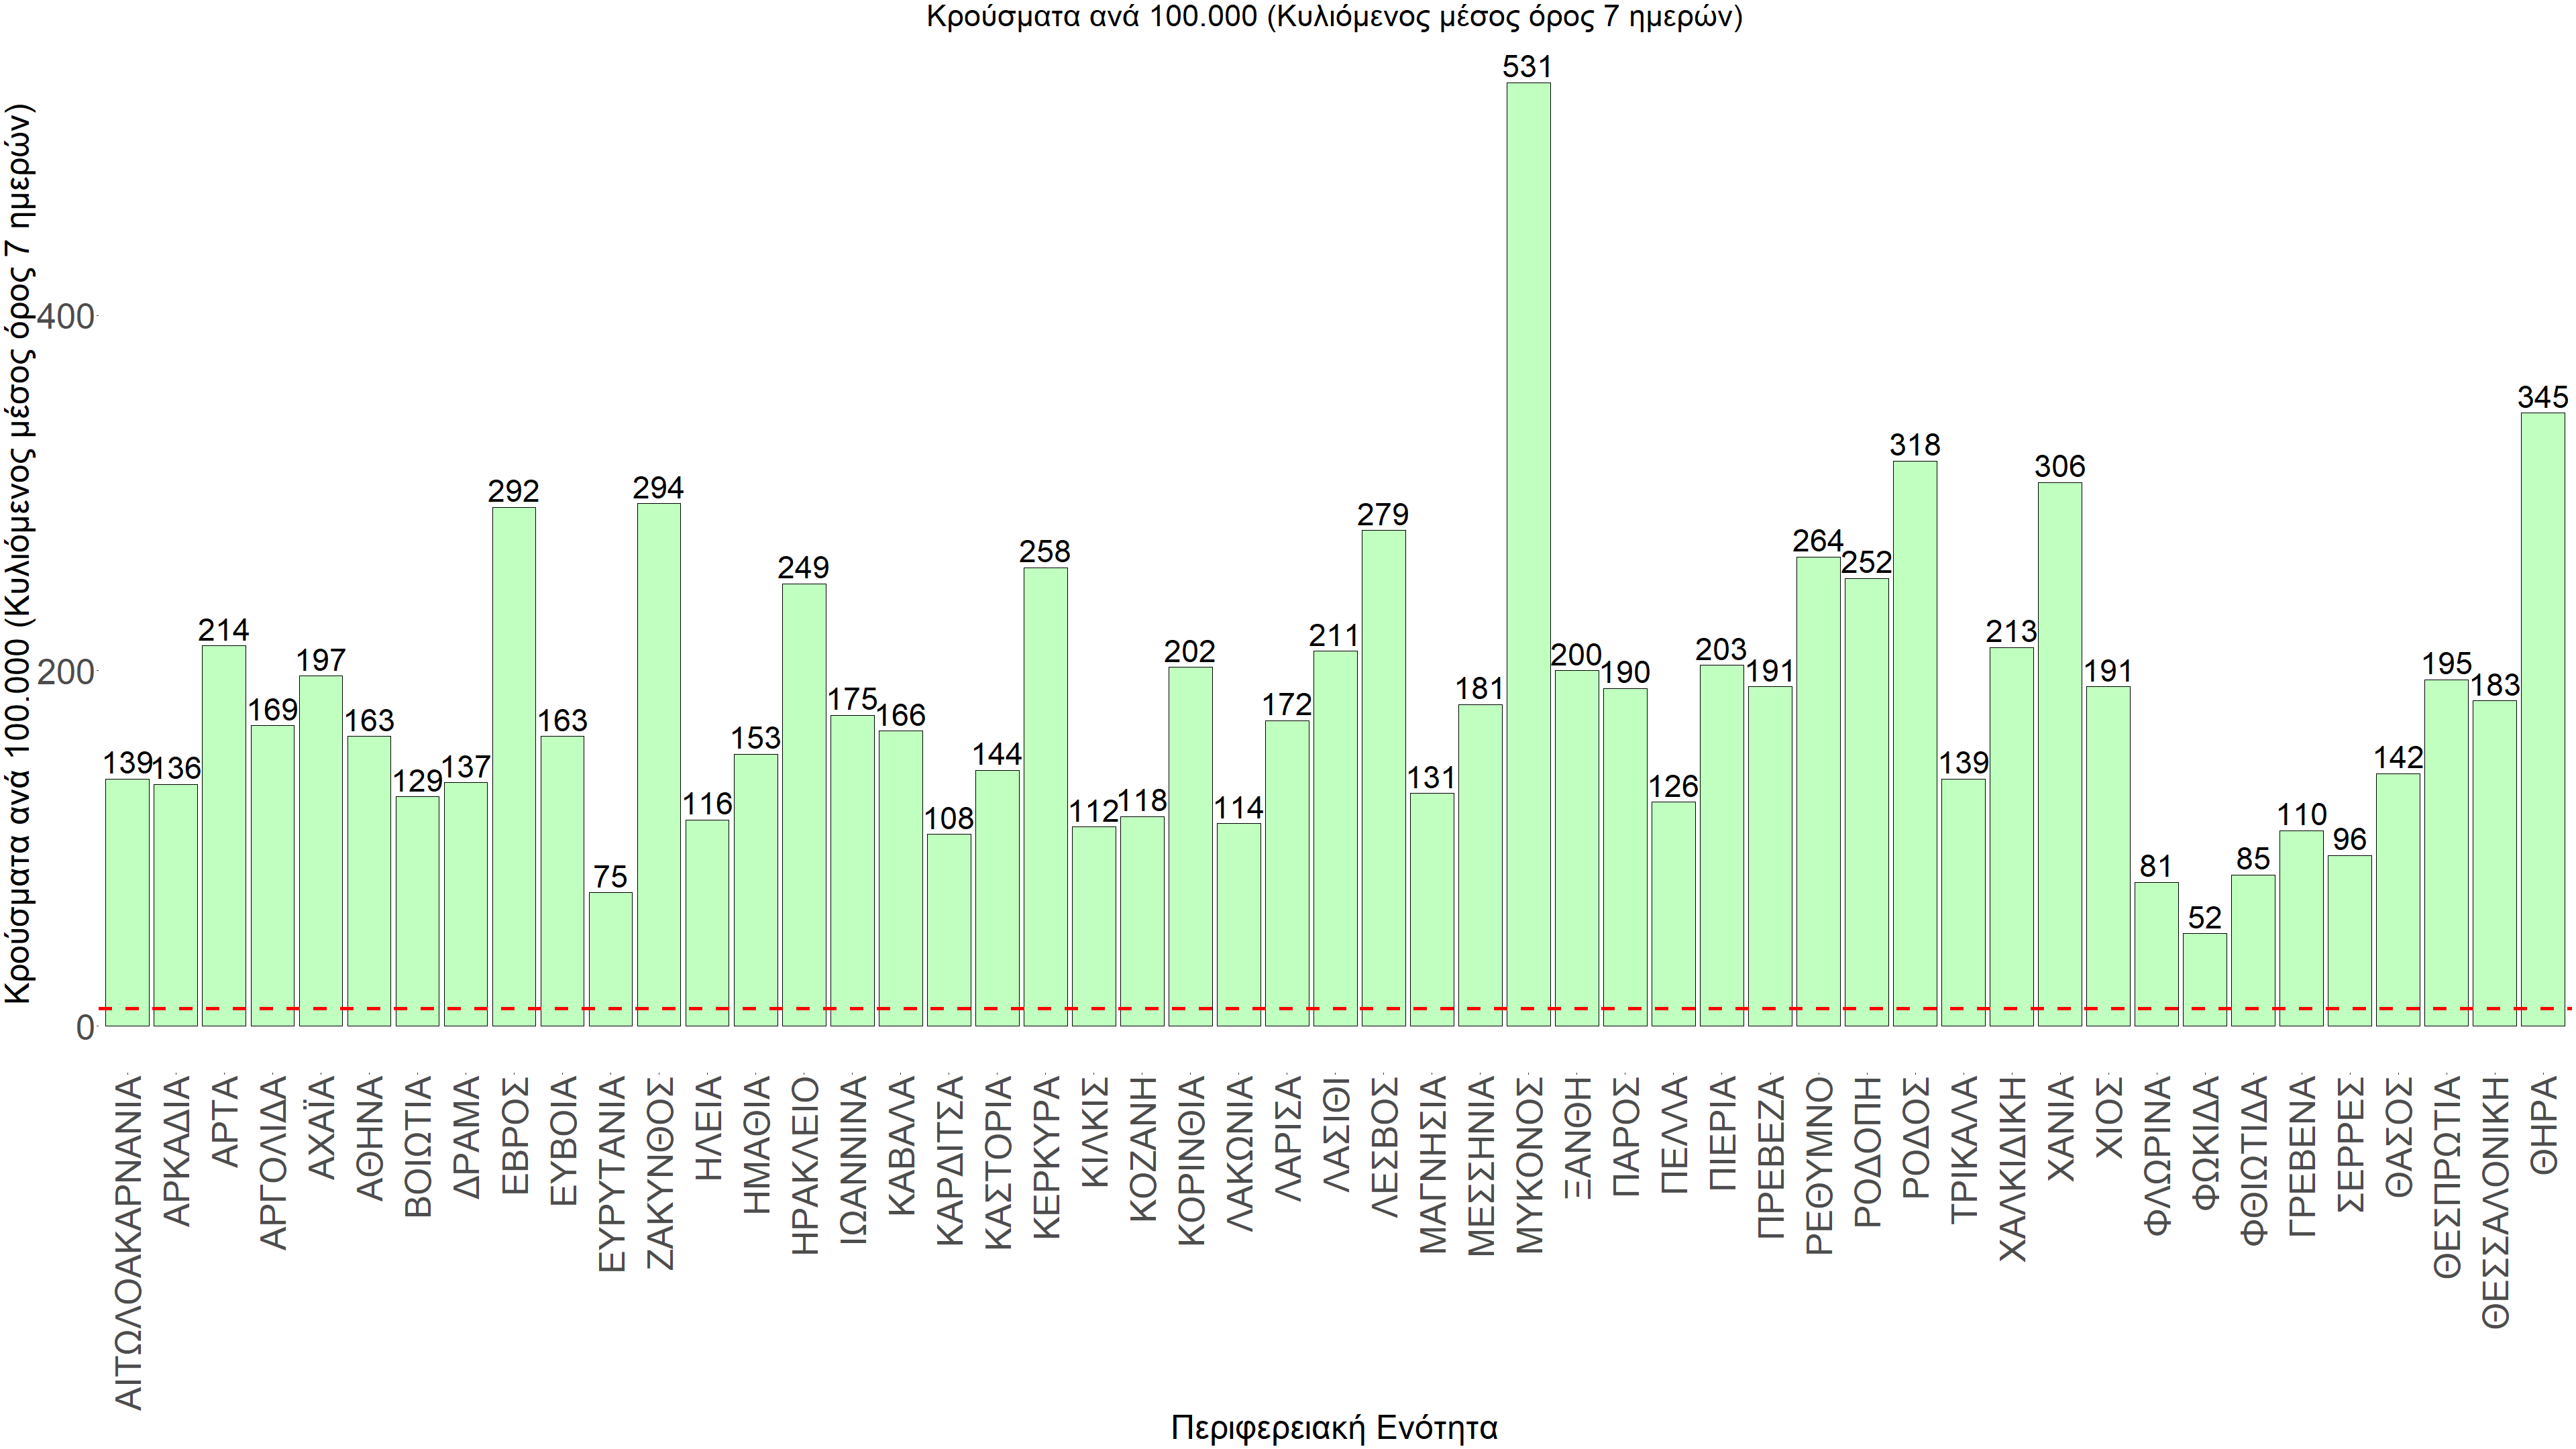 Κρούσματα ανά 100.000 (Κυλιόμενος μέσος όρος 7 ημερών)
Κρούσματα ανά 100.000 (Κυλιόμενος μέσος όρος 7 ημερών)
400
200
0
139
136
214
169
197
163
129
137
292
163
75
294
116
153
249
175
166
108
144
258
112
118
202
114
172
211
279
131
181
531
200
190
126
203
191
264
252
318
139
213
306
191
81
52
85
110
96
142
195
183
345
ΑΙΤΩΛΟΑΚΑΡΝΑΝΙΑ
ΑΡΚΑΔΙΑ
ΑΡΤΑ
ΑΡΓΟΛΙΔΑ
ΑΧΑΪΑ
ΑΘΗΝΑ
ΒΟΙΩΤΙΑ
ΔΡΑΜΑ
ΕΒΡΟΣ
ΕΥΒΟΙΑ
ΕΥΡΥΤΑΝΙΑ
ΖΑΚΥΝΘΟΣ
ΗΛΕΙΑ
ΗΜΑΘΙΑ
ΗΡΑΚΛΕΙΟ
ΙΩΑΝΝΙΝΑ
ΚΑΒΑΛΑ
ΚΑΡΔΙΤΣΑ
ΚΑΣΤΟΡΙΑ
ΚΕΡΚΥΡΑ
ΚΙΛΚΙΣ
ΚΟΖΑΝΗ
ΚΟΡΙΝΘΙΑ
ΛΑΚΩΝΙΑ
ΛΑΡΙΣΑ
ΛΑΣΙΘΙ
ΛΕΣΒΟΣ
ΜΑΓΝΗΣΙΑ
ΜΕΣΣΗΝΙΑ
ΜΥΚΟΝΟΣ
ΞΑΝΘΗ
ΠΑΡΟΣ
ΠΕΛΛΑ
ΠΙΕΡΙΑ
ΠΡΕΒΕΖΑ
ΡΕΘΥΜΝΟ
ΡΟΔΟΠΗ
ΡΟΔΟΣ
ΤΡΙΚΑΛΑ
ΧΑΛΚΙΔΙΚΗ
ΧΑΝΙΑ
ΧΙΟΣ
ΦΛΩΡΙΝΑ
ΦΩΚΙΔΑ
ΦΘΙΩΤΙΔΑ
ΓΡΕΒΕΝΑ
ΣΕΡΡΕΣ
ΘΑΣΟΣ
ΘΕΣΠΡΩΤΙΑ
ΘΕΣΣΑΛΟΝΙΚΗ
ΘΗΡΑ
Περιφερειακή Ενότητα